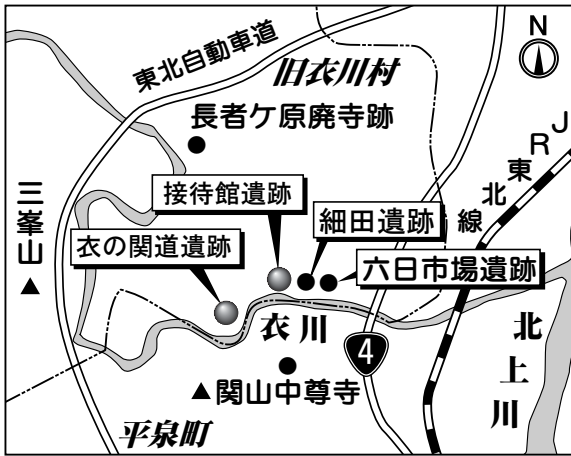 N
東北自動車道
旧衣川村
長者ケ原廃寺跡
JR東北線
三峯山
接待館遺跡
細田遺跡
衣の関道遺跡
六日市場遺跡
衣川
4
北上川
関山中尊寺
平泉町